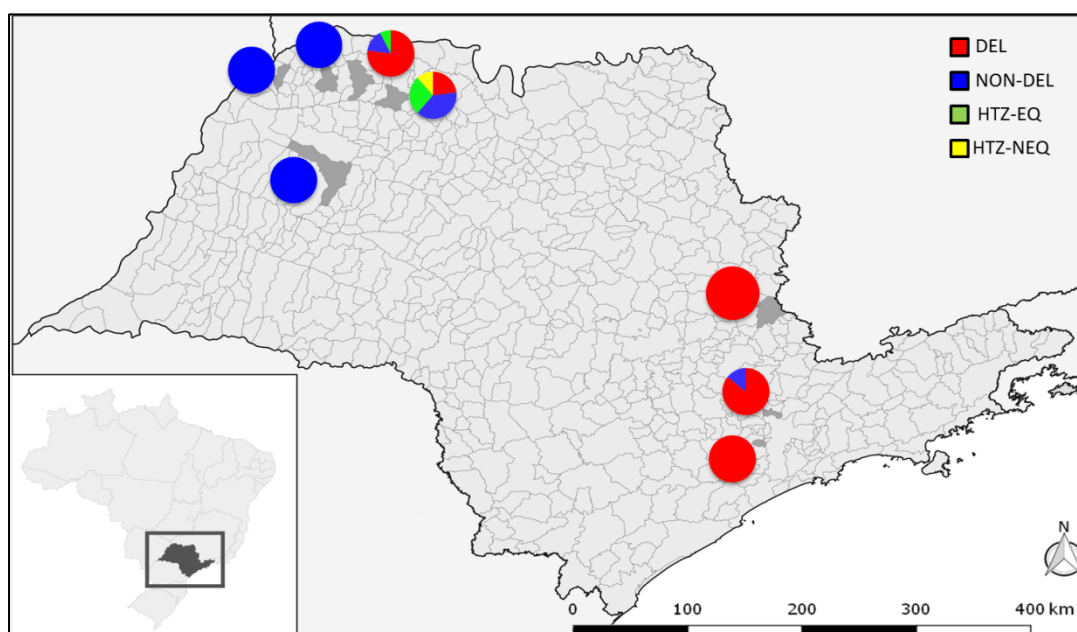 DEL
NON-DEL
HTZ-EQ
HTZ-NEQ
N
0 100 200 300 400 km